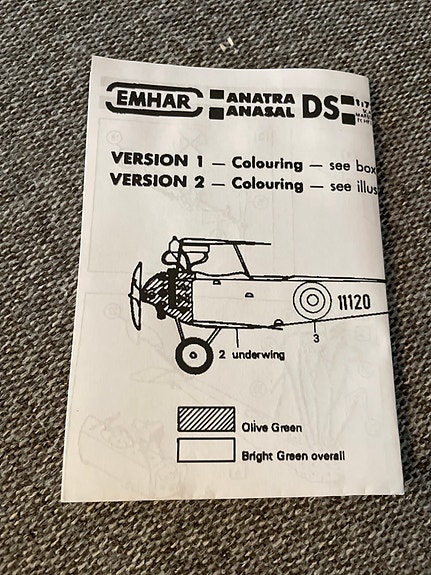 EMHAR
ANATRA
ANASAL
DS
VERSION 1 — Colouring — see box
VERSION 2 — Colouring — see illus
11120
2 underwing
3
Olive Green
Bright Green overall